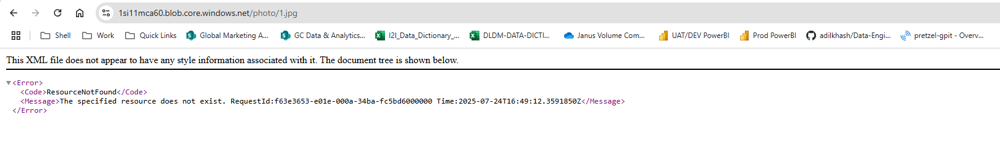 1si11mca60.blob.core.windows.net/photo/1.jpg
Shell Work Quick Links Global Marketing A... GC Data & Analytics... I2I_Data_Dictionary_... DLDM-DATA-DICTI... Janus Volume Com... UAT/DEV PowerBI Prod PowerBI adilkhash/Data-Engi... pretzel-gpit - Overv...
This XML file does not appear to have any style information associated with it. The document tree is shown below.
▼<Error>
<Code>ResourceNotFound</Code>
<Message>The specified resource does not exist. RequestId:f63e3653-e01e-000a-34ba-fc5bd6000000 Time:2025-07-24T16:49:12.3591850Z</Message>
</Error>